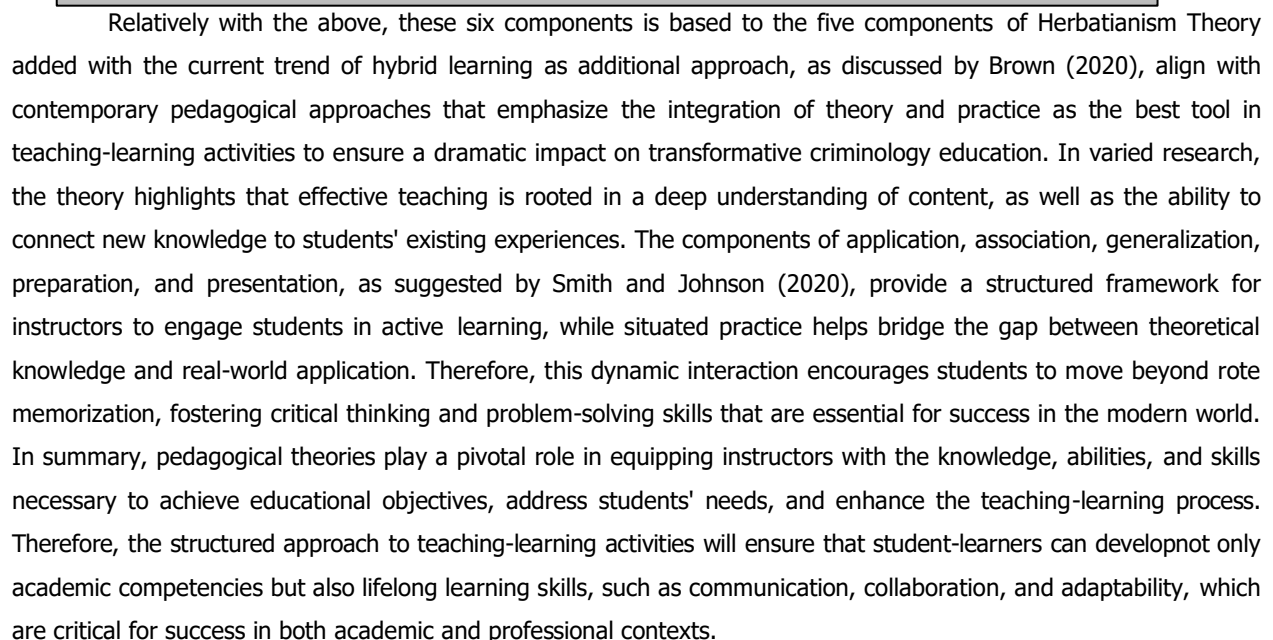 Relatively with the above, these six components is based to the five components of Herbatianism Theory
added with the current trend of hybrid learning as additional approach, as discussed by Brown (2020), align with
contemporary pedagogical approaches that emphasize the integration of theory and practice as the best tool in
teaching-learning activities to ensure a dramatic impact on transformative criminology education. In varied research,
the theory highlights that effective teaching is rooted in a deep understanding of content, as well as the ability to
connect new knowledge to students' existing experiences. The components of application, association, generalization,
preparation, and presentation, as suggested by Smith and Johnson (2020), provide a structured framework for
instructors to engage students in active learning, while situated practice helps bridge the gap between theoretical
knowledge and real-world application. Therefore, this dynamic interaction encourages students to move beyond rote
memorization, fostering critical thinking and problem-solving skills that are essential for success in the modern world.
In summary, pedagogical theories play a pivotal role in equipping instructors with the knowledge, abilities, and skills
necessary to achieve educational objectives, address students' needs, and enhance the teaching-learning process.
Therefore, the structured approach to teaching-learning activities will ensure that student-learners can developnot only
academic competencies but also lifelong learning skills, such as communication, collaboration, and adaptability, which
are critical for success in both academic and professional contexts.